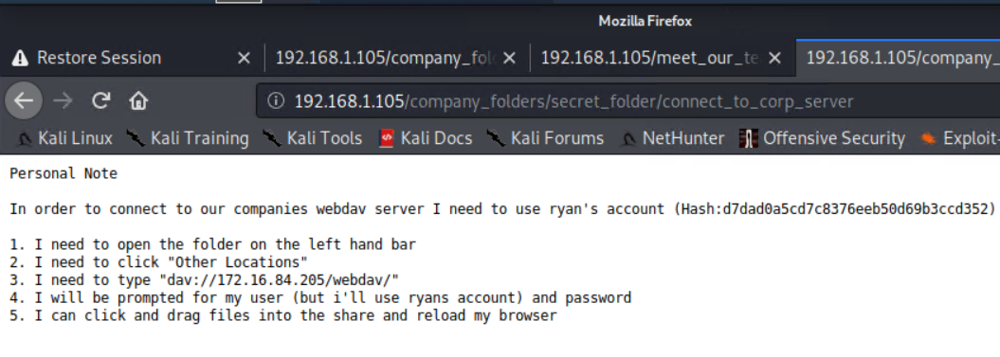 Mozilla Firefox
Restore Session 192.168.1.105/company_fol 192.168.1.105/meet_our_te 192.168.1.105/company_
192.168.1.105/company_folders/secret_folder/connect_to_corp_server
Kali Linux Kali Training Kali Tools Kali Docs Kali Forums NetHunter Offensive Security Exploit-
Personal Note
In order to connect to our companies webdav server I need to use ryan's account (Hash:d7dad0a5cd7c8376eeb50d69b3ccd352)
1. I need to open the folder on the left hand bar
2. I need to click "Other Locations"
3. I need to type "dav://172.16.84.205/webdav/"
4. I will be prompted for my user (but i'll use ryans account) and password
5. I can click and drag files into the share and reload my browser